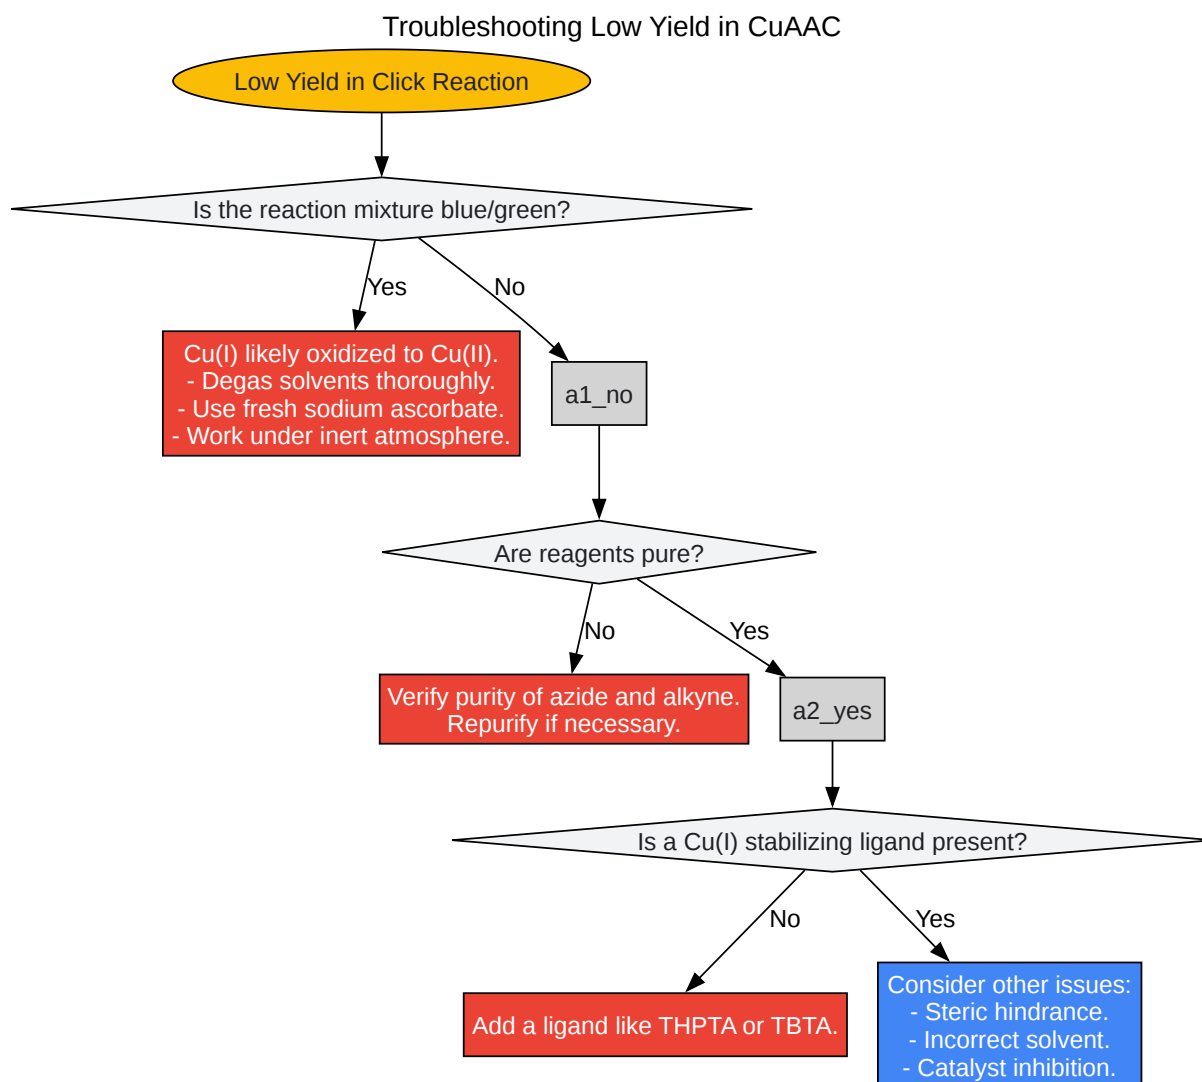 Troubleshooting Low Yield in CuAAC
Low Yield in Click Reaction
Is the reaction mixture blue/green?
Yes
No
Cu(I) likely oxidized to Cu(II).
- Degas solvents thoroughly.
- Use fresh sodium ascorbate.
- Work under inert atmosphere.
a1_no
Are reagents pure?
No
Yes
Verify purity of azide and alkyne.
Repurify if necessary.
a2_yes
Is a Cu(I) stabilizing ligand present?
No
Yes
Add a ligand like THPTA or TBTA.
Consider other issues:
- Steric hindrance.
- Incorrect solvent.
- Catalyst inhibition.